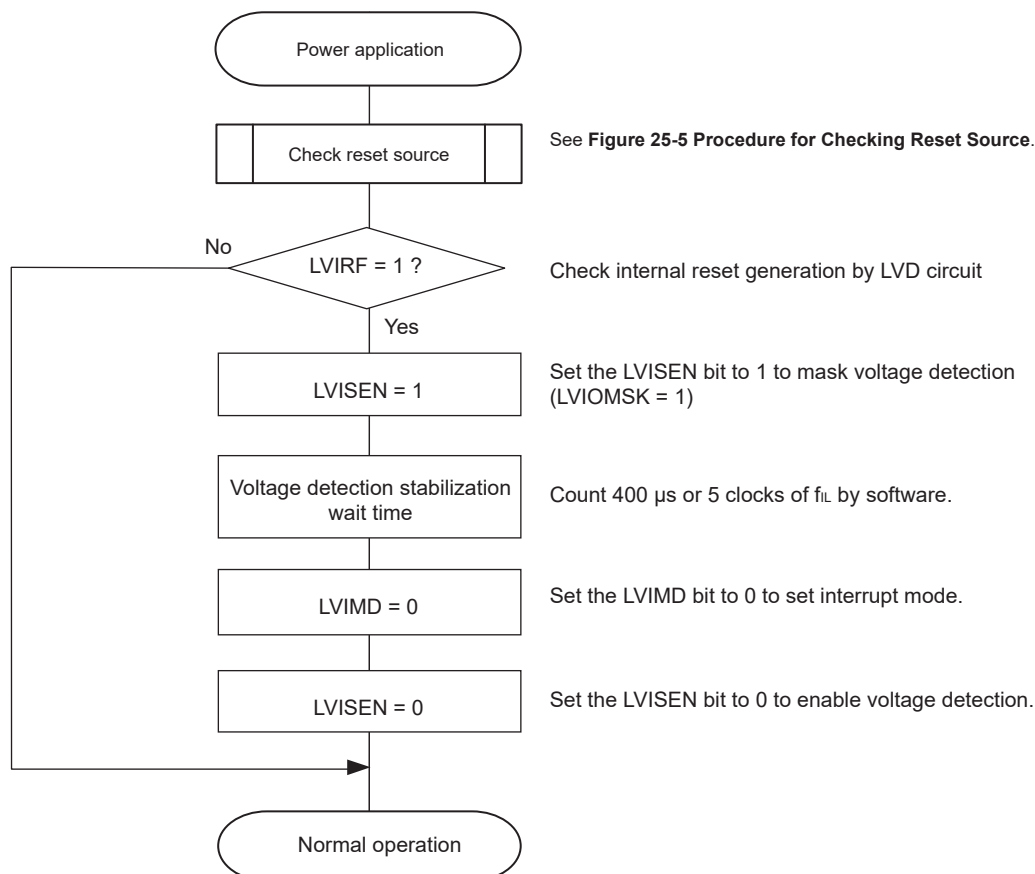 Power application
Check reset source
See Figure 25-5 Procedure for Checking Reset Source.
No
LVIRF = 1 ?
Check internal reset generation by LVD circuit
Yes
LVISEN = 1
Set the LVISEN bit to 1 to mask voltage detection
(LVIOMSK = 1)
Voltage detection stabilization
wait time
Count 400 μs or 5 clocks of fIL by software.
LVIMD = 0
Set the LVIMD bit to 0 to set interrupt mode.
LVISEN = 0
Set the LVISEN bit to 0 to enable voltage detection.
Normal operation